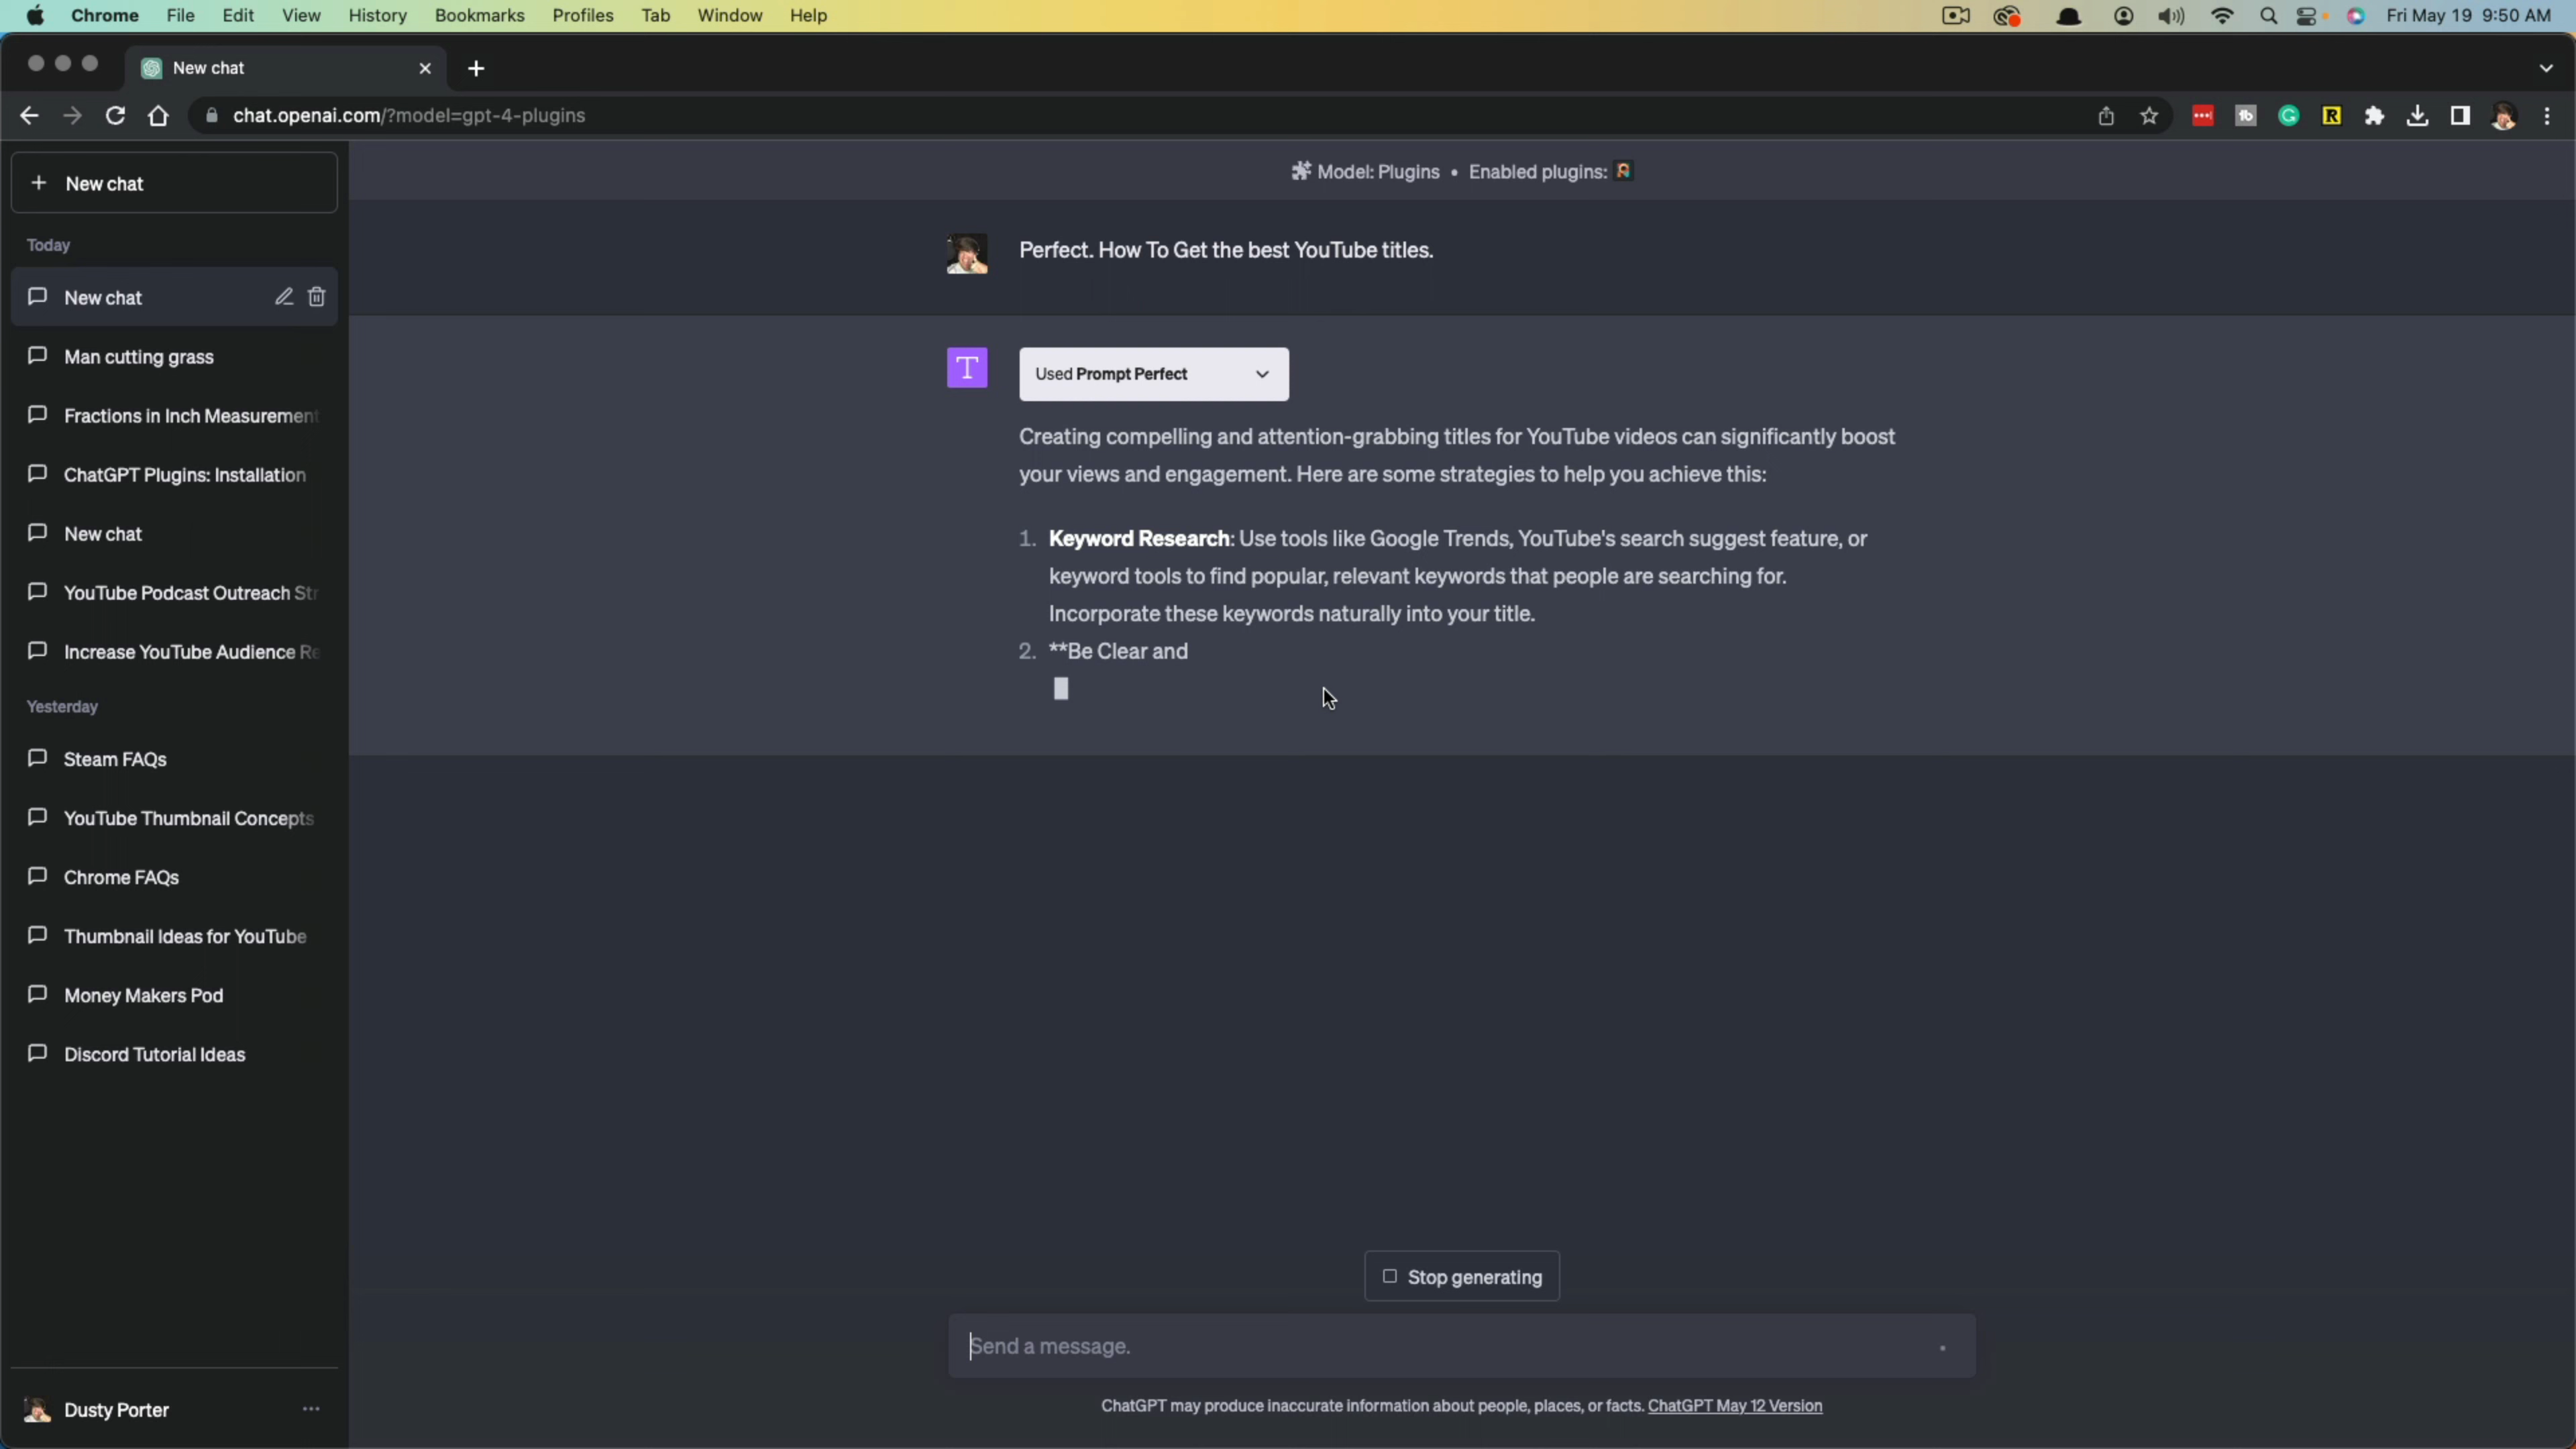 Chrome File Edit View History Bookmarks Profiles Tab Window Help Fri May 19 9:50 AM
New chat
chat.openai.com/?model=gpt-4-plugins
New chat
Model: Plugins • Enabled plugins:
Today
Perfect. How To Get the best YouTube titles.
New chat
Man cutting grass
T
Used Prompt Perfect
Fractions in Inch Measurement
Creating compelling and attention-grabbing titles for YouTube videos can significantly boost
your views and engagement. Here are some strategies to help you achieve this:
ChatGPT Plugins: Installation
New chat
1. Keyword Research: Use tools like Google Trends, YouTube's search suggest feature, or
keyword tools to find popular, relevant keywords that people are searching for.
Incorporate these keywords naturally into your title.
YouTube Podcast Outreach Str
Increase YouTube Audience Re
2. **Be Clear and
Yesterday
Steam FAQs
YouTube Thumbnail Concepts
Chrome FAQs
Thumbnail Ideas for YouTube
Money Makers Pod
Discord Tutorial Ideas
Stop generating
Send a message.
ChatGPT may produce inaccurate information about people, places, or facts. ChatGPT May 12 Version
Dusty Porter